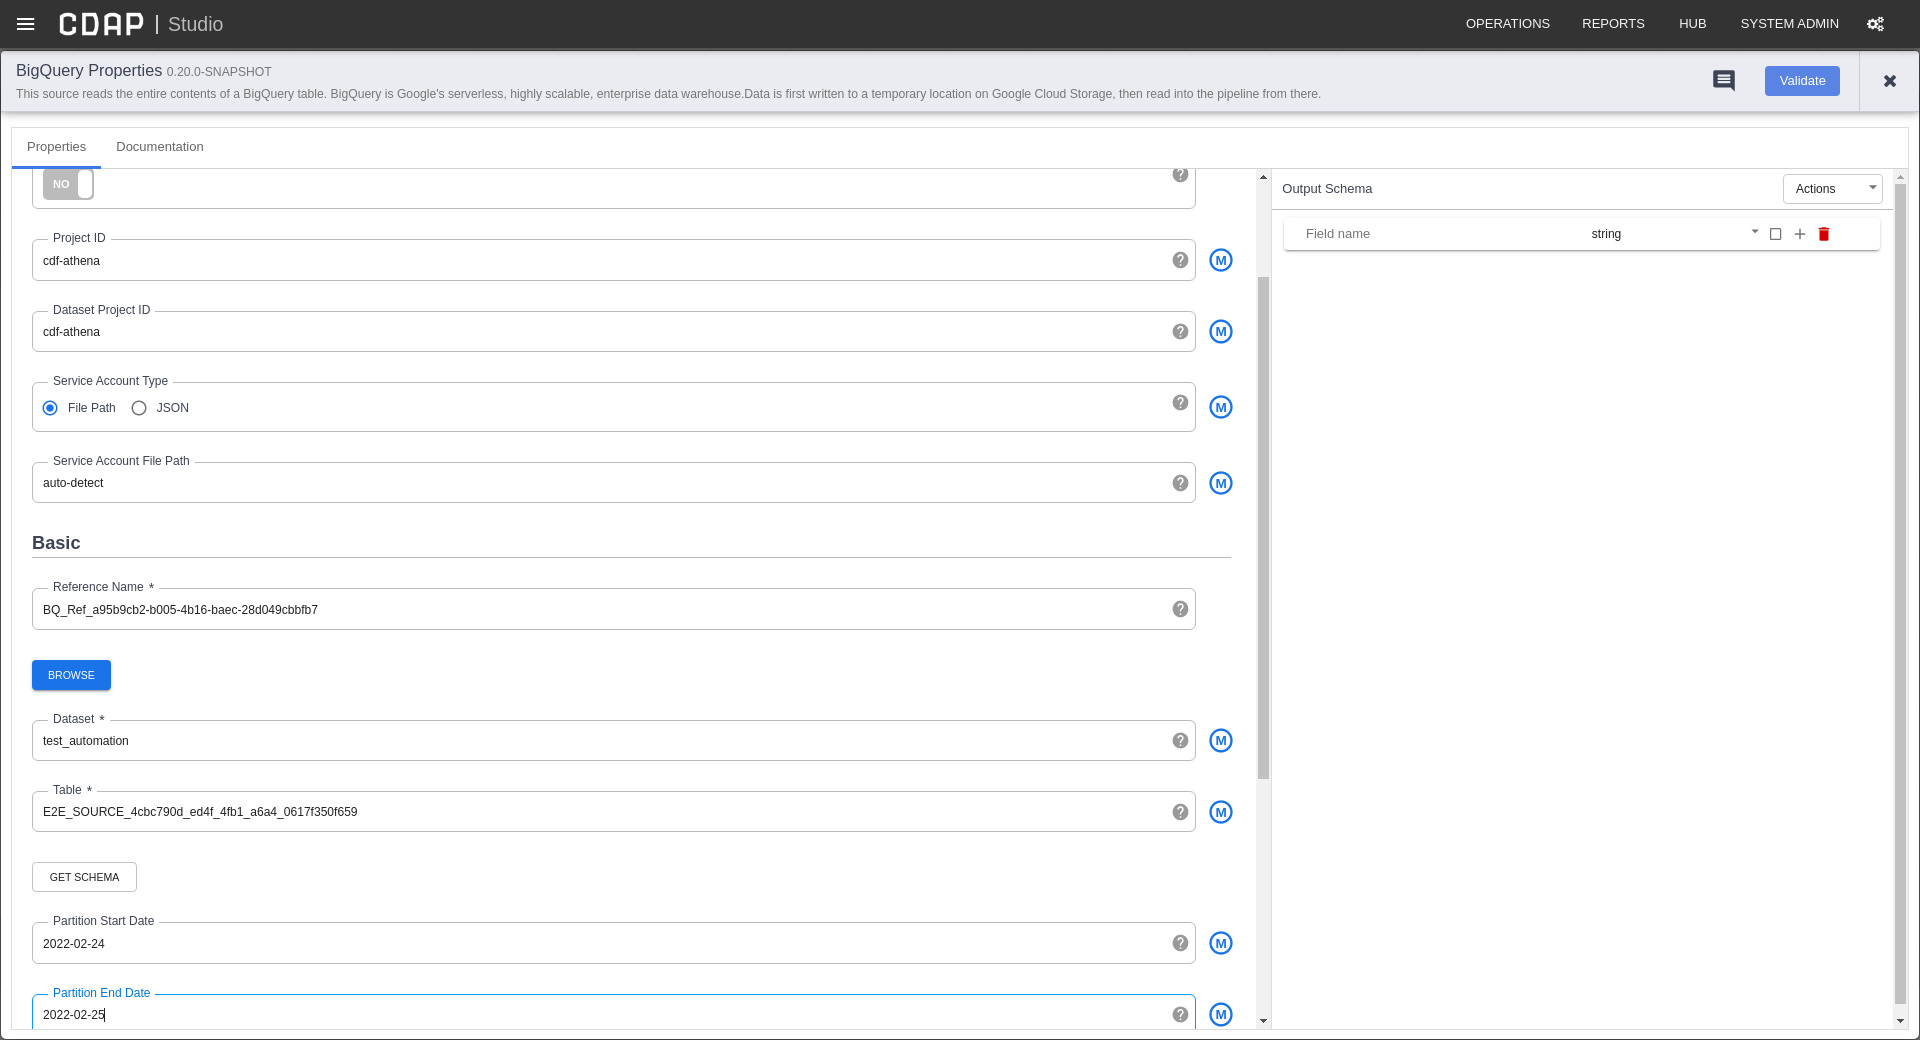 CDAP | Studio
OPERATIONS REPORTS HUB SYSTEM ADMIN
BigQuery Properties 0.20.0-SNAPSHOT
This source reads the entire contents of a BigQuery table. BigQuery is Google's serverless, highly scalable, enterprise data warehouse.Data is first written to a temporary location on Google Cloud Storage, then read into the pipeline from there.
Validate
Properties Documentation
NO
Project ID
cdf-athena
M
Dataset Project ID
cdf-athena
M
Service Account Type
File Path JSON
M
Service Account File Path
auto-detect
M
Basic
Reference Name *
BQ_Ref_a95b9cb2-b005-4b16-baec-28d049cbbfb7
BROWSE
Dataset *
test_automation
M
Table *
E2E_SOURCE_4cbc790d_ed4f_4fb1_a6a4_0617f350f659
M
GET SCHEMA
Partition Start Date
2022-02-24
M
Partition End Date
2022-02-25
M
Output Schema
Actions
Field name string